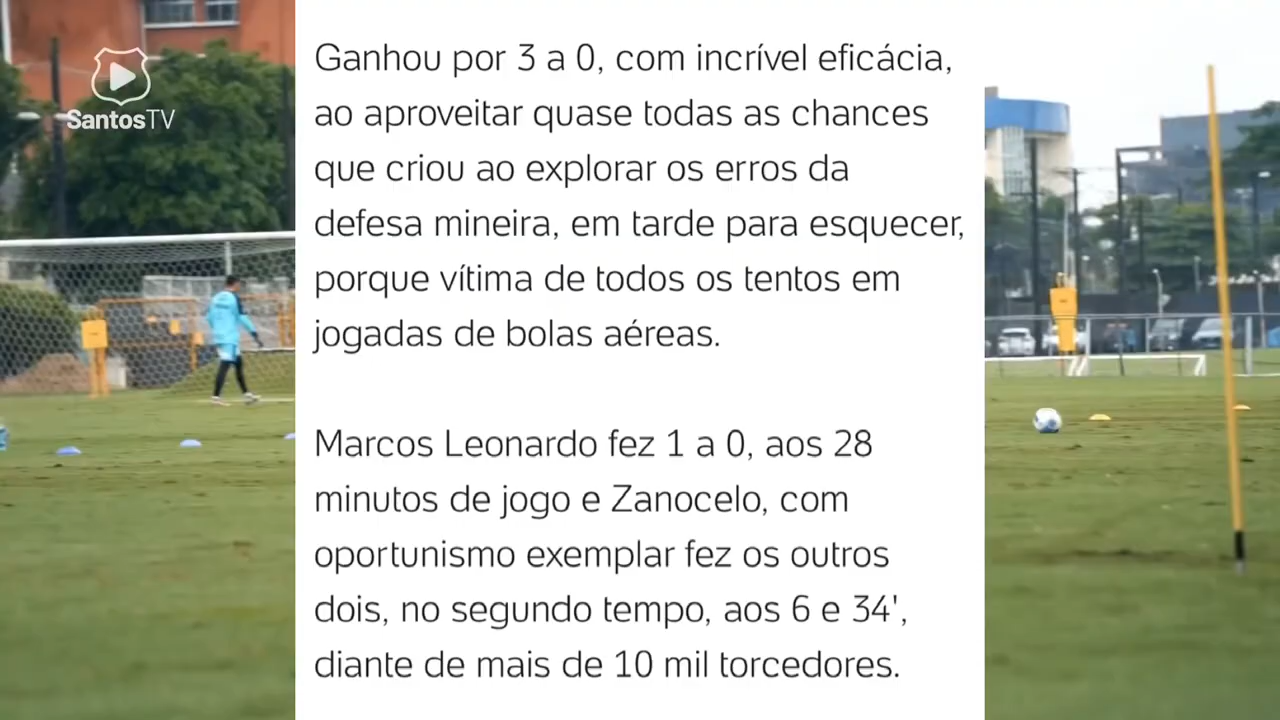 SantosTV
Ganhou por 3 a 0, com incrível eficácia,
ao aproveitar quase todas as chances
que criou ao explorar os erros da
defesa mineira, em tarde para esquecer,
porque vítima de todos os tentos em
jogadas de bolas aéreas.
Marcos Leonardo fez 1 a 0, aos 28
minutos de jogo e Zanocelo, com
oportunismo exemplar fez os outros
dois, no segundo tempo, aos 6 e 34',
diante de mais de 10 mil torcedores.